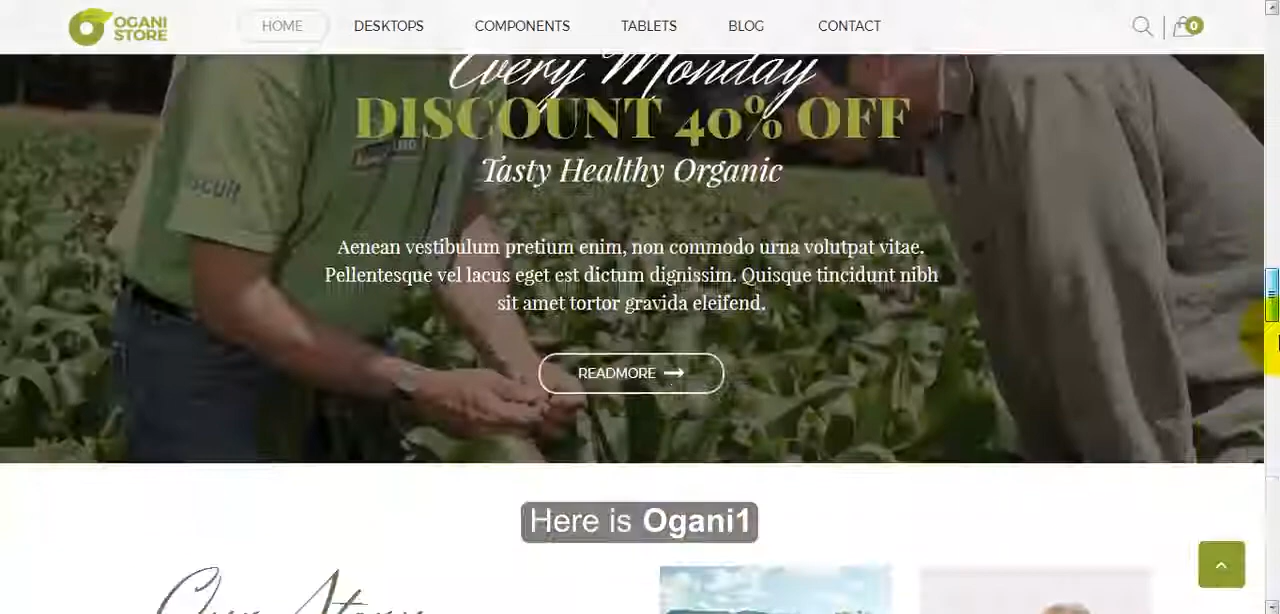 OGANI
STORE
HOME DESKTOPS COMPONENTS TABLETS BLOG CONTACT
0
Every Monday
DISCOUNT 40% OFF
Tasty Healthy Organic
Aenean vestibulum pretium enim, non commodo urna volutpat vitae.
Pellentesque vel lacus eget est dictum dignissim. Quisque tincidunt nibh
sit amet tortor gravida eleifend.
READMORE
Here is Ogani1
Our Story